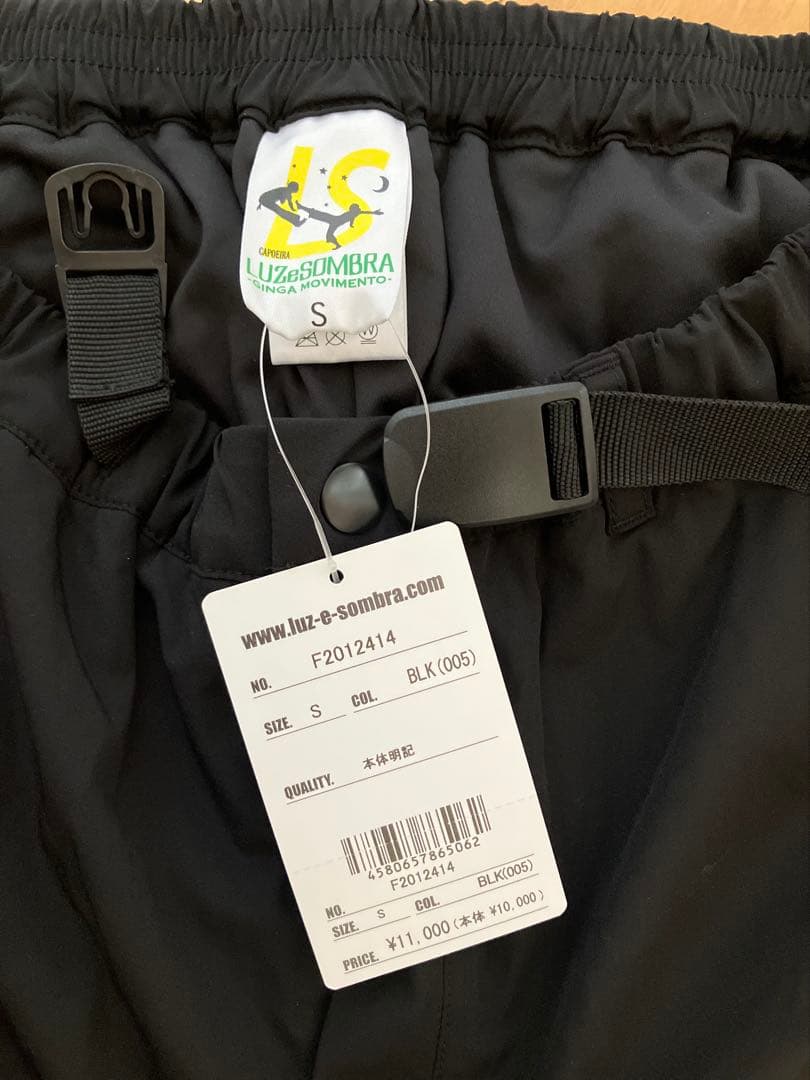 LS
CAPOEIRA
LUZeSOMBRA
-GINGA MOVIMENTO-
S
W
www.luz-e-sombra.com
NO. F2012414
SIZE. S COL. BLK(005)
QUALITY. 本体明記
4580657865062
F2012414
NO.
SIZE. S COL. BLK(005)
PRICE. ¥11,000(本体 ¥10,000)